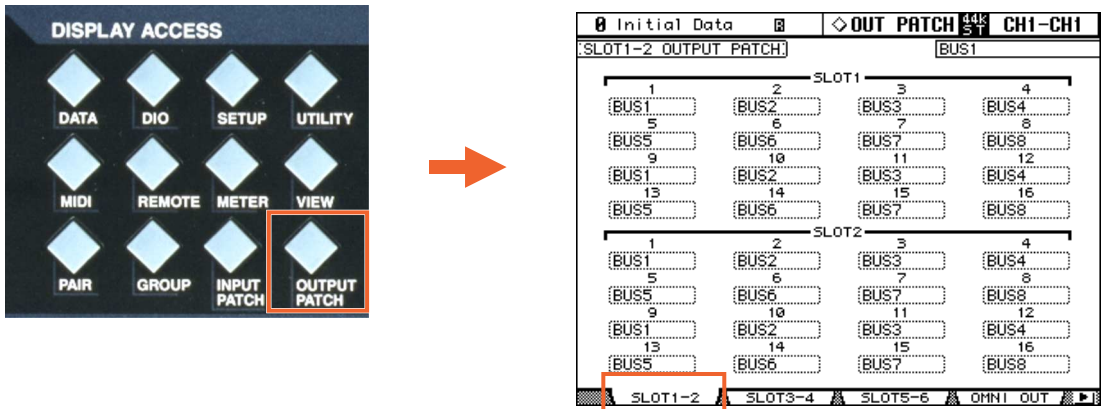 DISPLAY ACCESS
DATA DIO SETUP UTILITY
MIDI REMOTE METER VIEW
PAIR GROUP INPUT PATCH OUTPUT PATCH
0 Initial Data R ◇OUT PATCH 44K ST CH1-CH1
SLOT1-2 OUTPUT PATCH BUS1
SLOT1
1 2 3 4
BUS1 BUS2 BUS3 BUS4
5 6 7 8
BUS5 BUS6 BUS7 BUS8
9 10 11 12
BUS1 BUS2 BUS3 BUS4
13 14 15 16
BUS5 BUS6 BUS7 BUS8
SLOT2
1 2 3 4
BUS1 BUS2 BUS3 BUS4
5 6 7 8
BUS5 BUS6 BUS7 BUS8
9 10 11 12
BUS1 BUS2 BUS3 BUS4
13 14 15 16
BUS5 BUS6 BUS7 BUS8
SLOT1-2 SLOT3-4 SLOT5-6 OMNI OUT